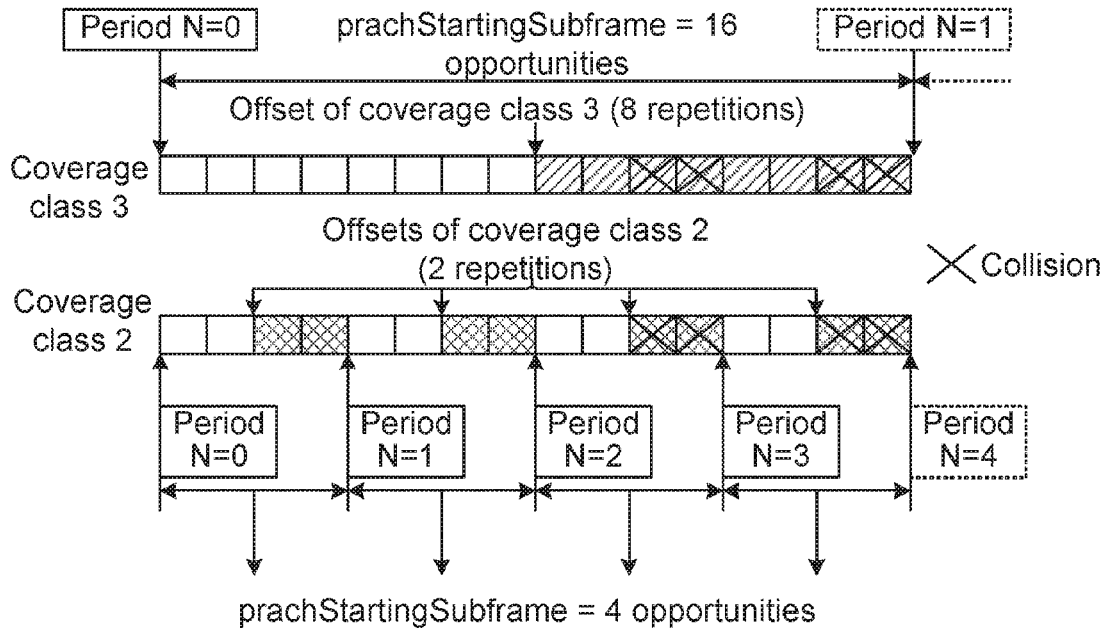 Period N=0
prachStartingSubframe = 16
opportunities
Period N=1
Offset of coverage class 3 (8 repetitions)
Coverage
class 3
Offsets of coverage class 2
(2 repetitions)
Collision
Coverage
class 2
Period
N=0
Period
N=1
Period
N=2
Period
N=3
Period
N=4
prachStartingSubframe = 4 opportunities